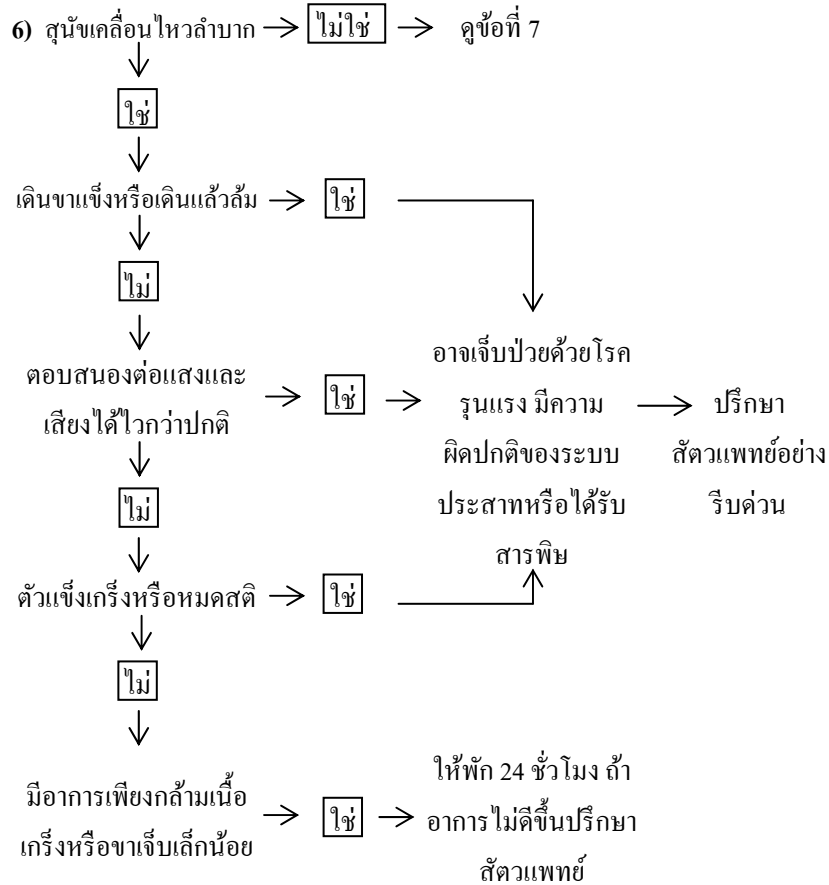 6) สุนัขเคลื่อนไหวลำบาก ไม่ใช่ ดูข้อที่ 7
ใช่
เดินขาแข็งหรือเดินแล้วล้ม ใช่
ไม่
ตอบสนองต่อแสงและ
เสียงได้ไวกว่าปกติ
ใช่
อาจเจ็บป่วยด้วยโรค
รุนแรง มีความ
ผิดปกติของระบบ
ประสาทหรือได้รับ
สารพิษ
ปรึกษา
สัตวแพทย์อย่าง
รีบด่วน
ไม่
ตัวแข็งเกร็งหรือหมดสติ ใช่
ไม่
มีอาการเพียงกล้ามเนื้อ
เกร็งหรือขาเจ็บเล็กน้อย
ใช่
ให้พัก 24 ชั่วโมง ถ้า
อาการไม่ดีขึ้นปรึกษา
สัตวแพทย์